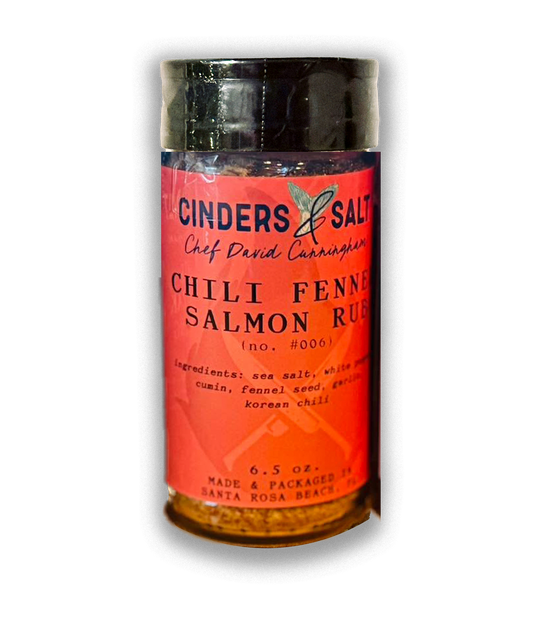 CINDERS & SALT
Chef David Cunningham
CHILI FENNE
SALMON RUB
(no. #006)
ingredients: sea salt, white pepp
cumin, fennel seed, garlic,
korean chili
6.5 oz.
MADE & PACKAGED IN
SANTA ROSA BEACH, FL